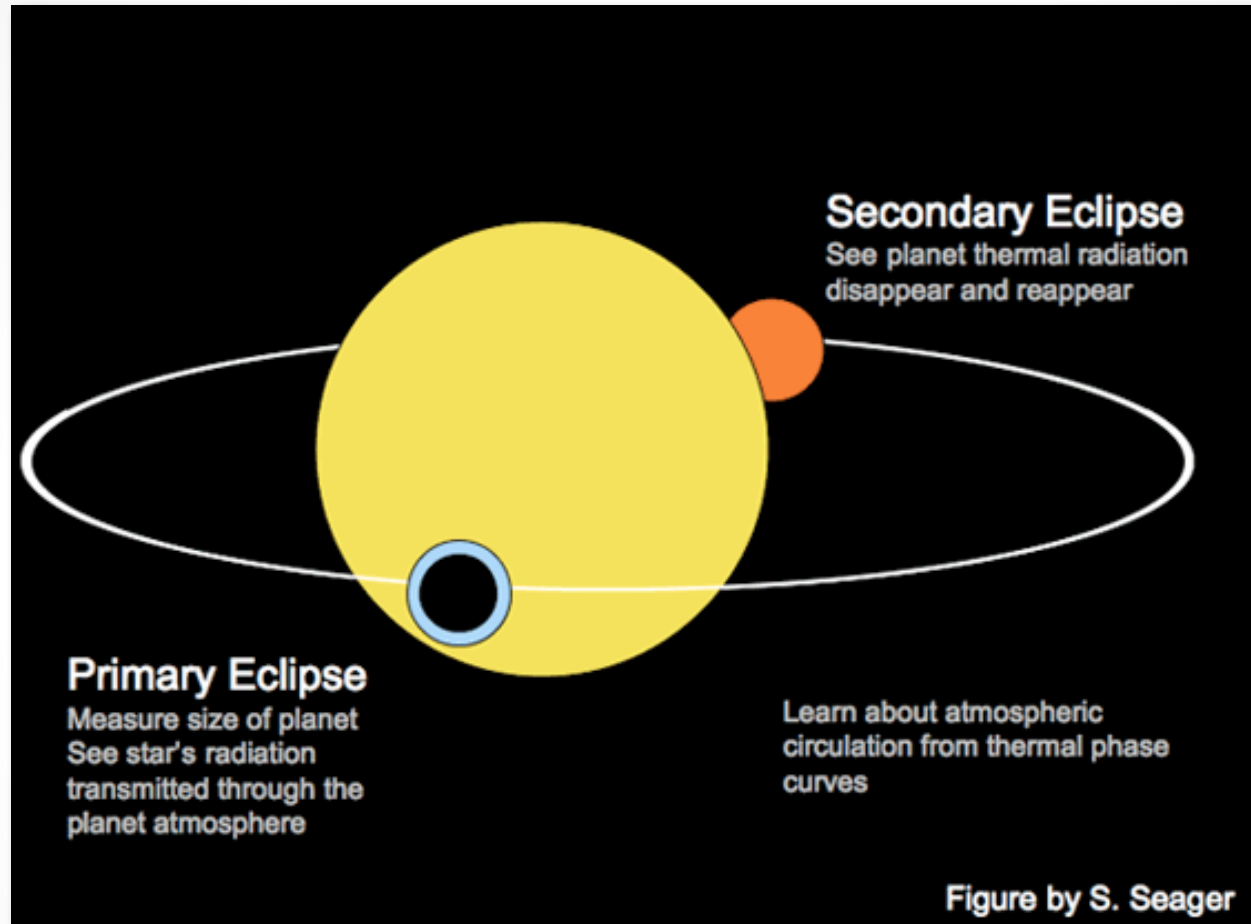 Secondary Eclipse
See planet thermal radiation
disappear and reappear
Primary Eclipse
Measure size of planet
See star's radiation
transmitted through the
planet atmosphere
Learn about atmospheric
circulation from thermal phase
curves
Figure by S. Seager